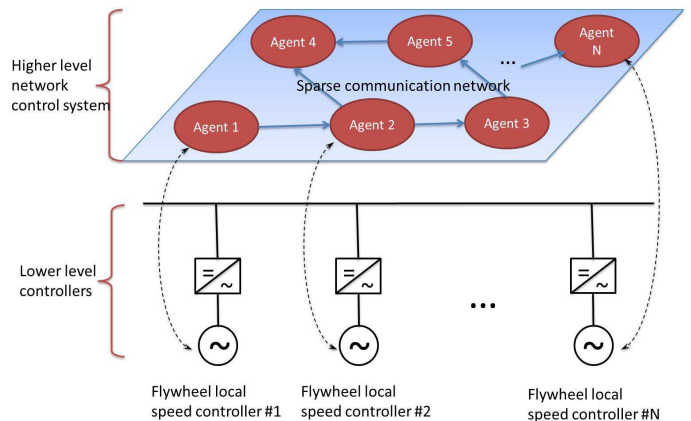 Higher level
network
control system
Agent 4
Agent 5
...
Agent
N
Sparse communication network
Agent 1
Agent 2
Agent 3
Lower level
controllers
=
~
=
~
...
=
~
~
~
~
Flywheel local
speed controller #1
Flywheel local
speed controller #2
Flywheel local
speed controller #N